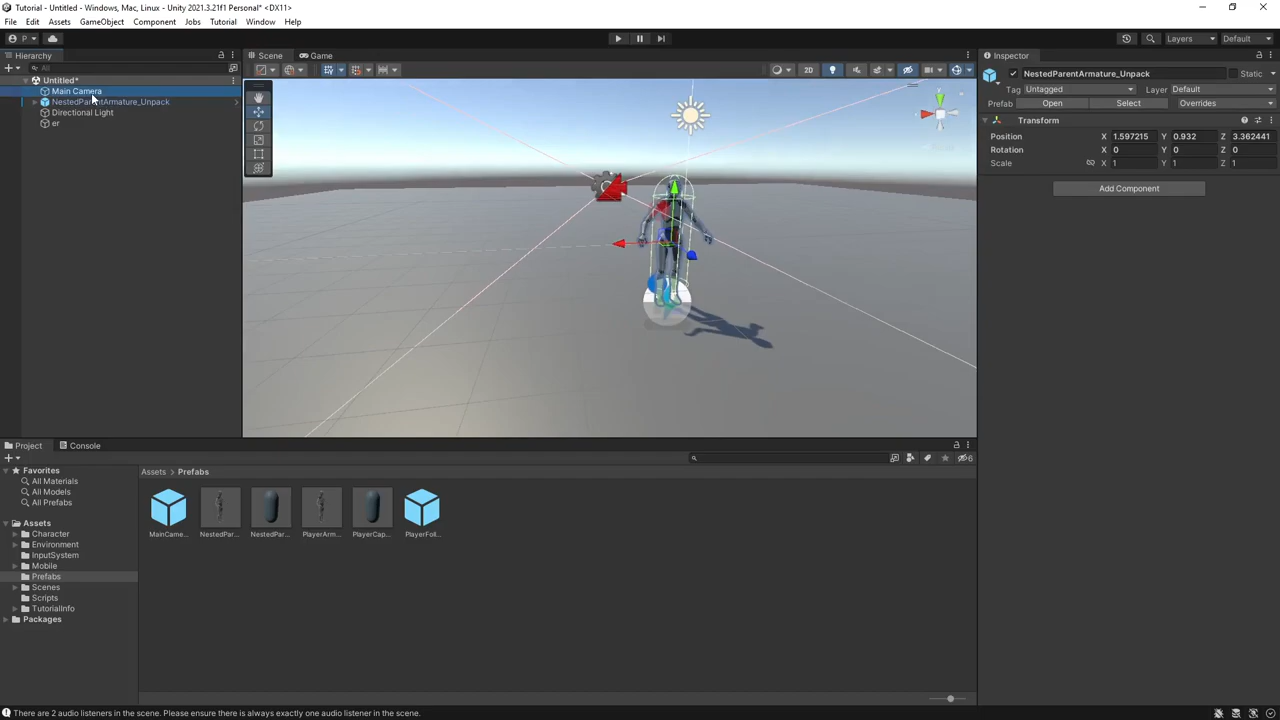 Tutorial - Untitled - Windows, Mac, Linux - Unity 2021.3.21f1 Personal* <DX11>
File Edit Assets GameObject Component Jobs Tutorial Window Help
P Layers Default
Hierarchy Scene Game Inspector
All 2D NestedParentArmature_Unpack Static
Untitled* Tag Untagged Layer Default
Main Camera Prefab Open Select Overrides
NestedParentArmature_Unpack
Directional Light Transform
er
Position X 1.597215 Y 0.932 Z 3.362441
Rotation X 0 Y 0 Z 0
Scale X 1 Y 1 Z 1
Add Component
Project Console
6
Favorites Assets > Prefabs
All Materials
All Models
All Prefabs
Assets
Character MainCame... NestedPar... NestedPar... PlayerArm... PlayerCap... PlayerFoll...
Environment
InputSystem
Mobile
Prefabs
Scenes
Scripts
TutorialInfo
Packages
There are 2 audio listeners in the scene. Please ensure there is always exactly one audio listener in the scene.